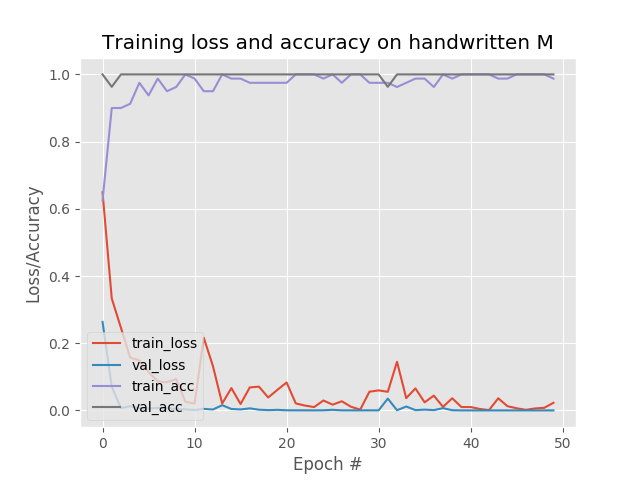 Training loss and accuracy on handwritten M
Loss/Accuracy
1.0
0.8
0.6
0.4
0.2
0.0
train_loss
val_loss
train_acc
val_acc
0 10 20 30 40 50
Epoch #